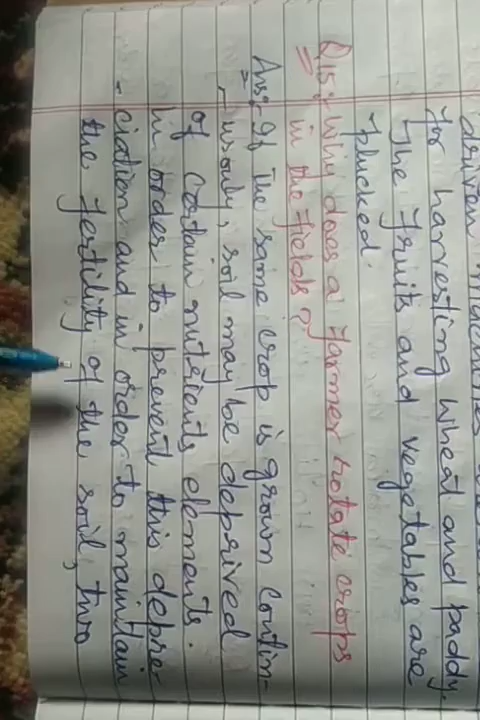 for harvesting wheat and paddy.
The fruits and vegetables are
plucked.
Q15:- Why does a farmer rotate crops
in the fields?
Ans:- If the same crop is grown contin-
-uously, soil may be deprived
of certain nutrients elements.
In order to prevent this depre-
-ciation and in order to maintain
the fertility of the soil, two